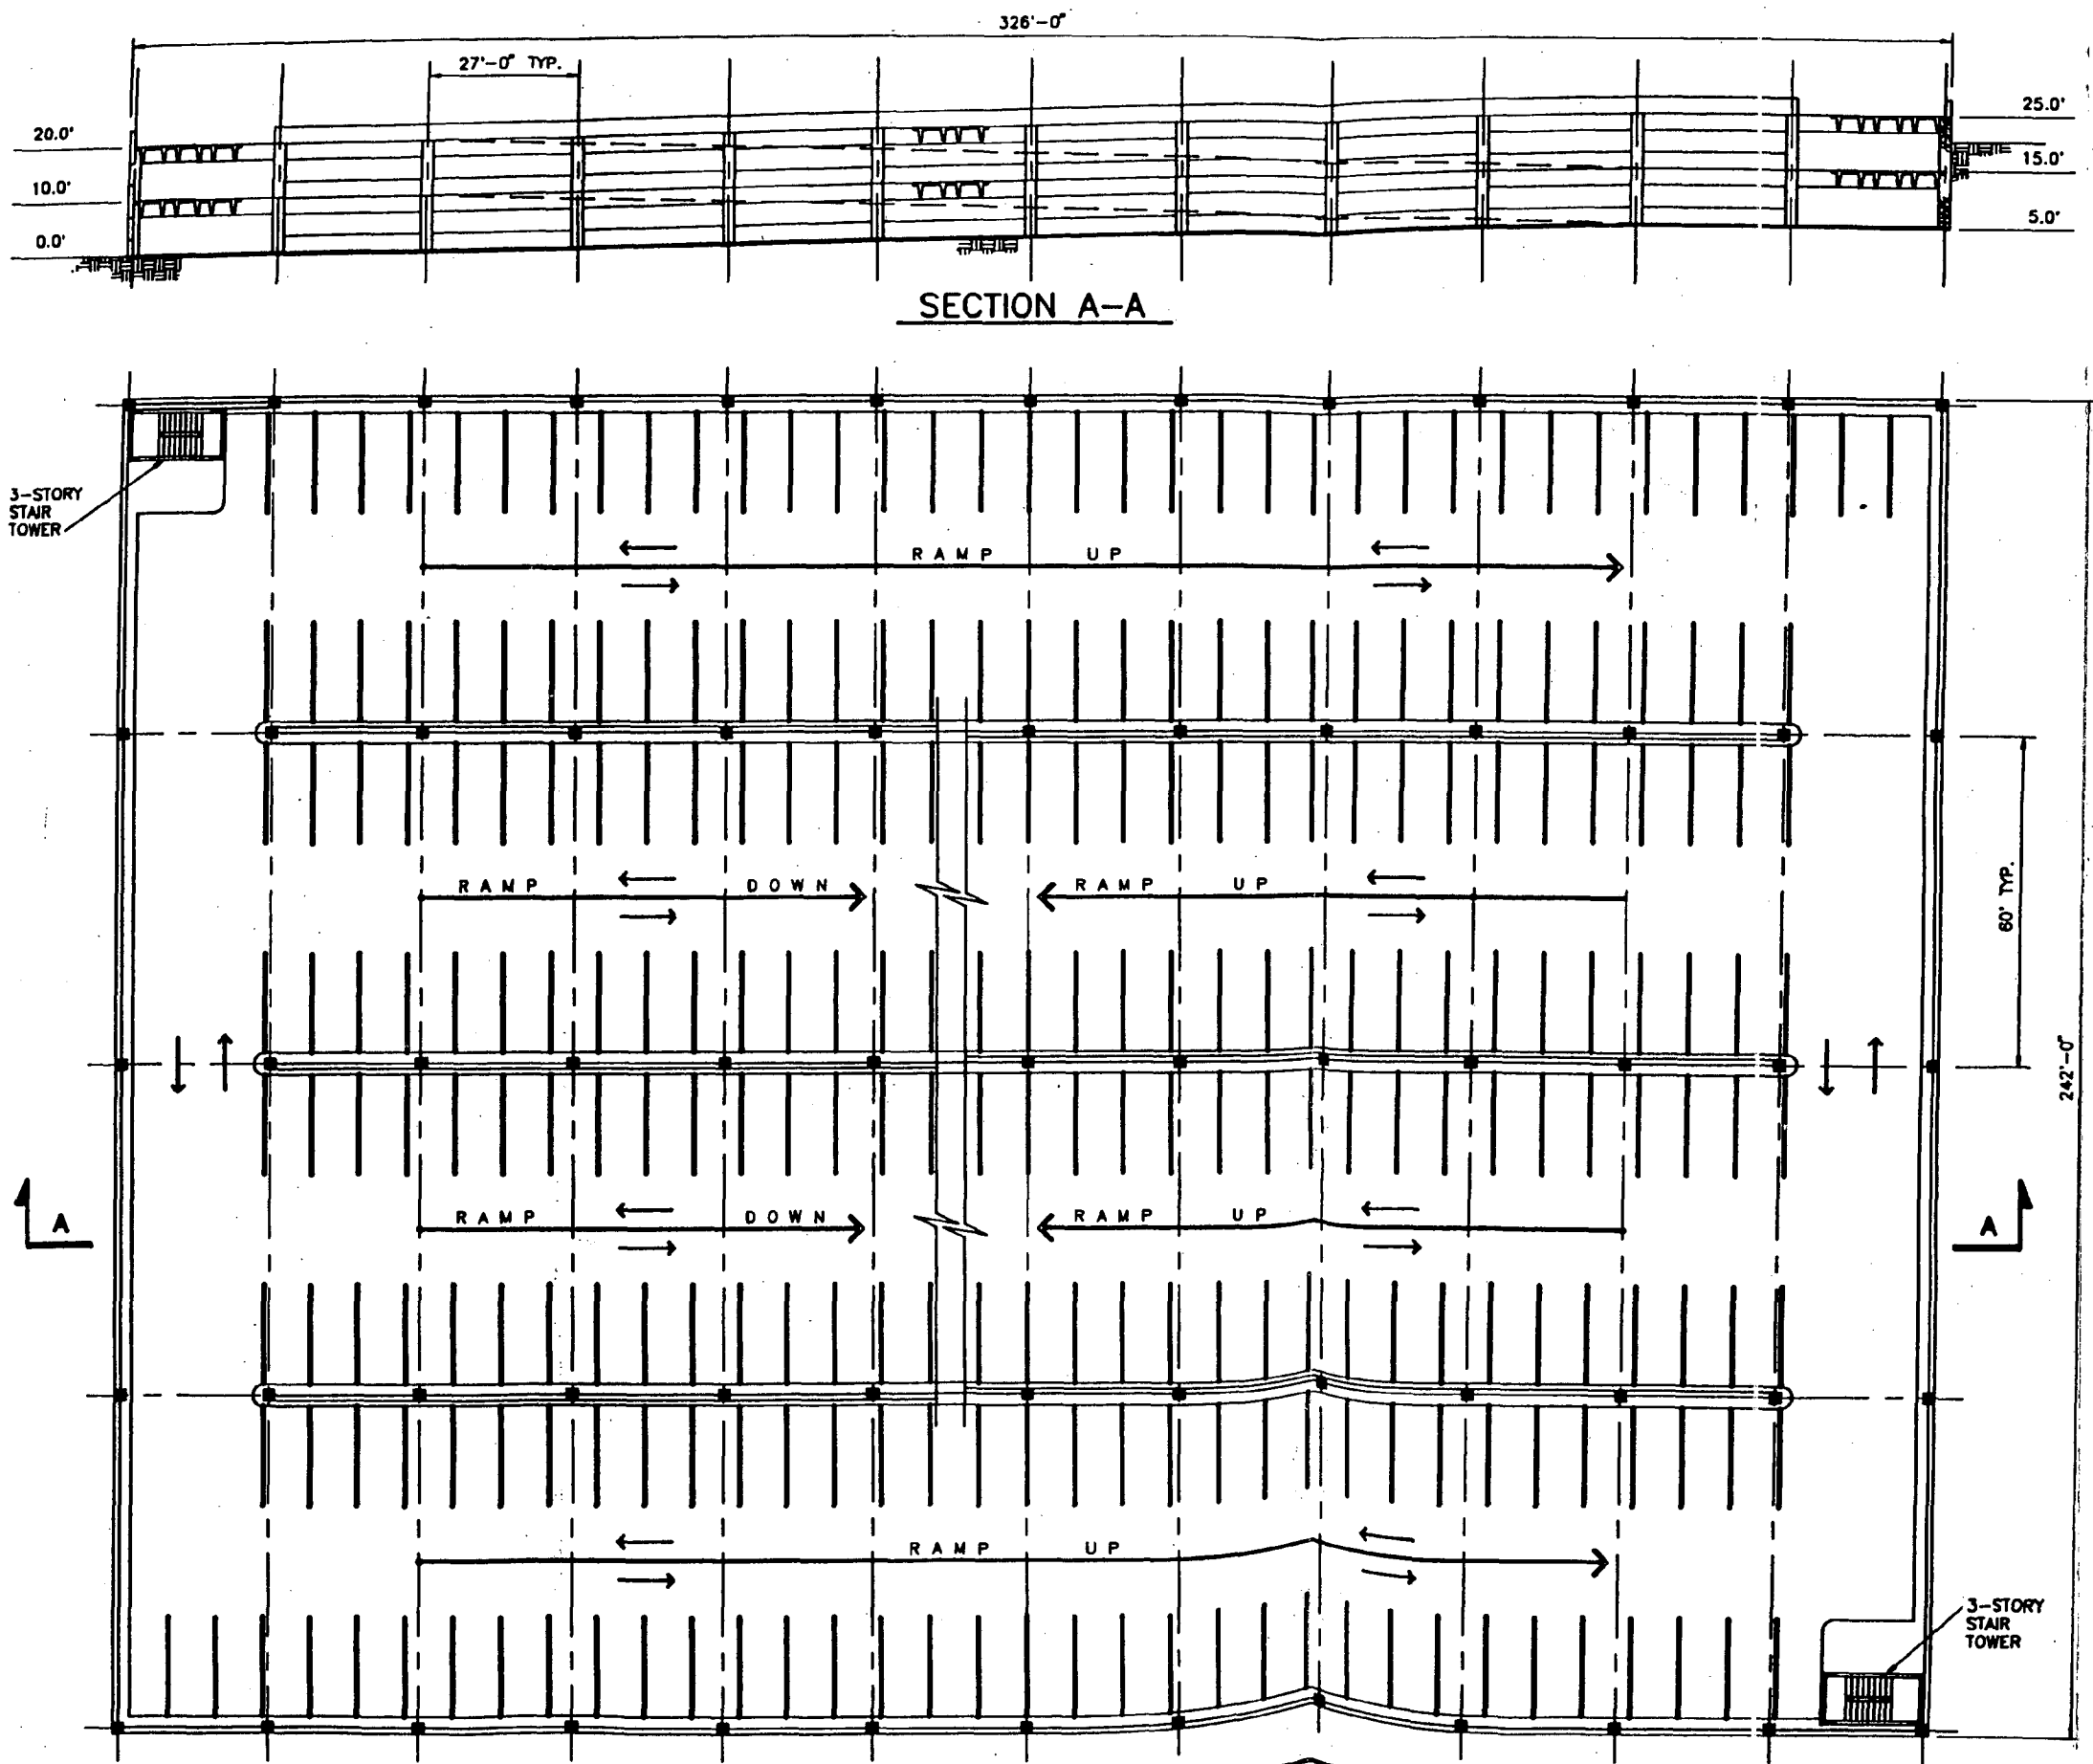 326'-0"
27'-0" TYP.
20.0'
10.0'
0.0'
25.0'
15.0'
5.0'
SECTION A-A
3-STORY
STAIR
TOWER
RAMP UP
RAMP DOWN
RAMP UP
60' TYP.
242'-0"
A
RAMP DOWN
RAMP UP
A
RAMP UP
3-STORY
STAIR
TOWER